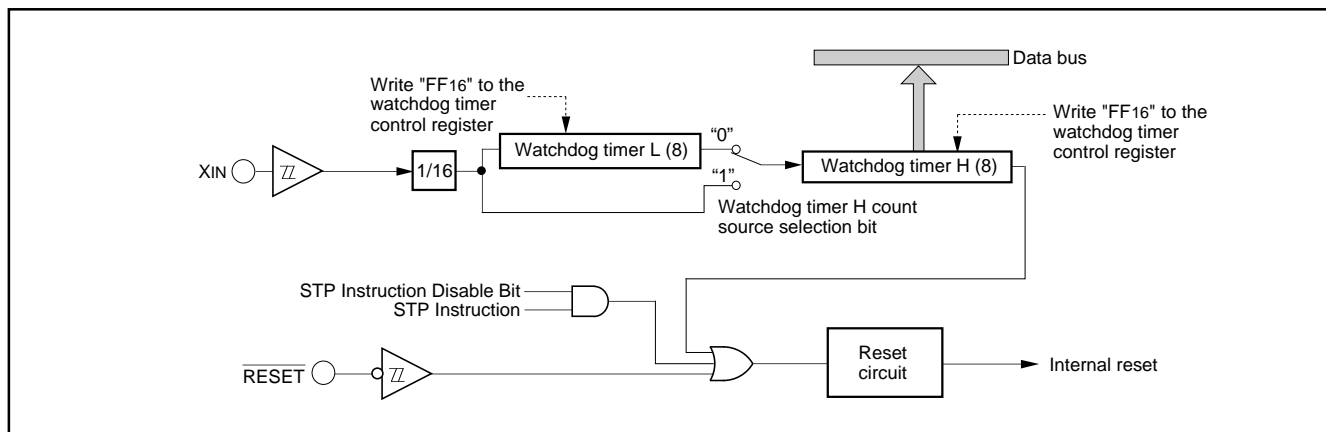 Data bus
Write "FF16" to the
watchdog timer
control register
Write "FF16" to the
watchdog timer
control register
“0”
Watchdog timer L (8)
Watchdog timer H (8)
XIN
1/16
“1”
Watchdog timer H count
source selection bit
STP Instruction Disable Bit
STP Instruction
RESET
Reset
circuit
Internal reset